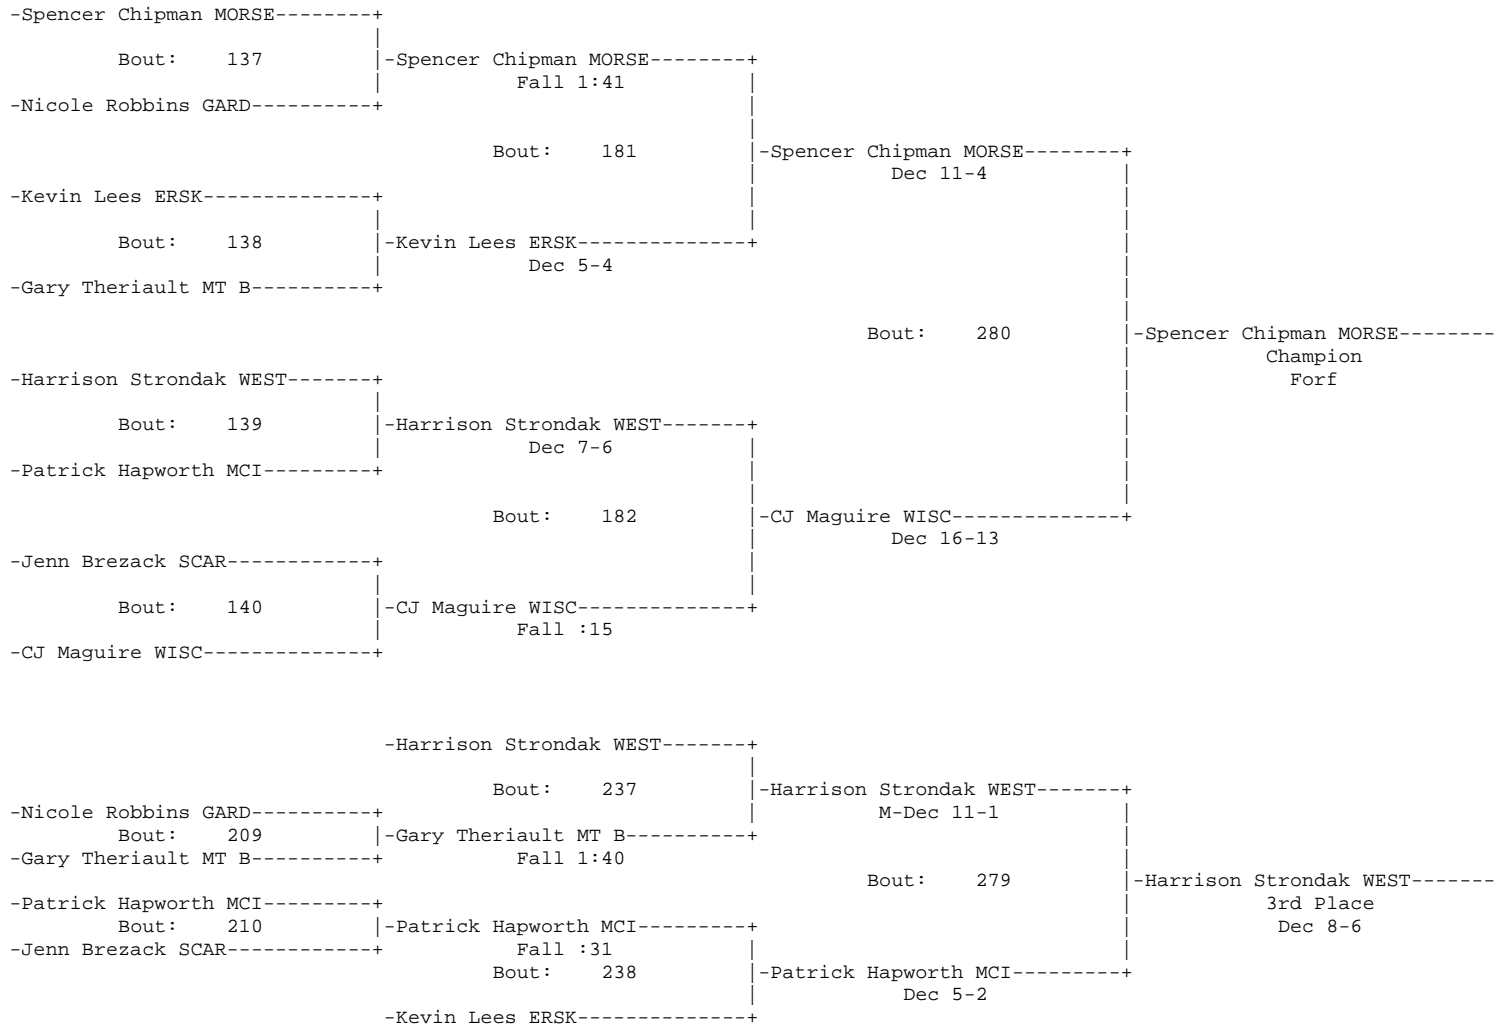 -Spencer Chipman MORSE--------+
|
Bout: 137 |-Spencer Chipman MORSE--------+
| Fall 1:41 |
-Nicole Robbins GARD----------+ |
|
Bout: 181 |-Spencer Chipman MORSE--------+
| Dec 11-4 |
-Kevin Lees ERSK--------------+ | |
| | |
Bout: 138 |-Kevin Lees ERSK--------------+ |
| Dec 5-4 |
-Gary Theriault MT B----------+ |
|
Bout: 280 |-Spencer Chipman MORSE--------
| Champion
-Harrison Strondak WEST-------+ | Forf
| |
Bout: 139 |-Harrison Strondak WEST-------+ |
| Dec 7-6 | |
-Patrick Hapworth MCI---------+ | |
| |
Bout: 182 |-CJ Maguire WISC--------------+
| Dec 16-13
-Jenn Brezack SCAR------------+ |
| |
Bout: 140 |-CJ Maguire WISC--------------+
| Fall :15
-CJ Maguire WISC--------------+
-Harrison Strondak WEST-------+
|
Bout: 237 |-Harrison Strondak WEST-------+
-Nicole Robbins GARD----------+ | M-Dec 11-1 |
Bout: 209 |-Gary Theriault MT B----------+ |
-Gary Theriault MT B----------+ Fall 1:40 |
Bout: 279 |-Harrison Strondak WEST-------
-Patrick Hapworth MCI---------+ | 3rd Place
Bout: 210 |-Patrick Hapworth MCI---------+ | Dec 8-6
-Jenn Brezack SCAR------------+ Fall :31 | |
Bout: 238 |-Patrick Hapworth MCI---------+
| Dec 5-2
-Kevin Lees ERSK--------------+